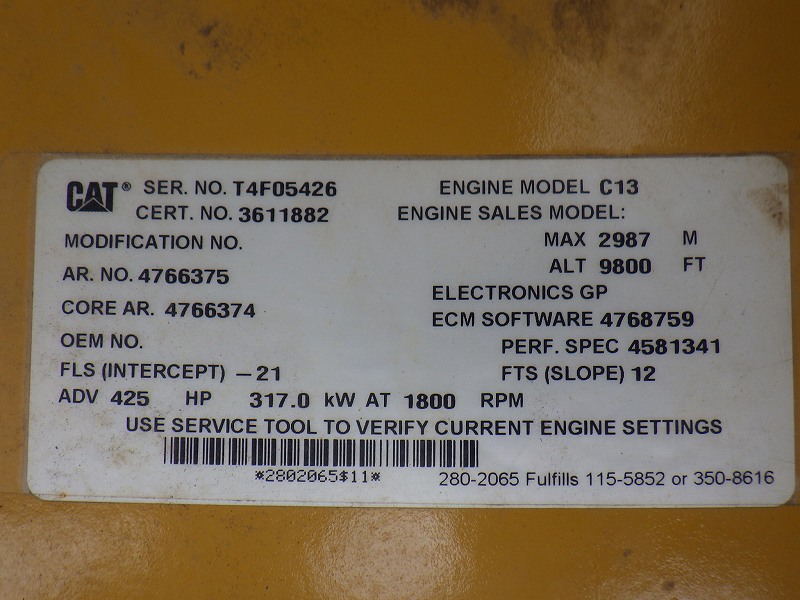 CAT® SER. NO. T4F05426 ENGINE MODEL C13
CERT. NO. 3611882 ENGINE SALES MODEL:
MODIFICATION NO. MAX 2987 M
AR. NO. 4766375 ALT 9800 FT
ELECTRONICS GP
CORE AR. 4766374 ECM SOFTWARE 4768759
OEM NO. PERF. SPEC 4581341
FLS (INTERCEPT) -21 FTS (SLOPE) 12
ADV 425 HP 317.0 kW AT 1800 RPM
USE SERVICE TOOL TO VERIFY CURRENT ENGINE SETTINGS
*2802065$11* 280-2065 Fulfills 115-5852 or 350-8616